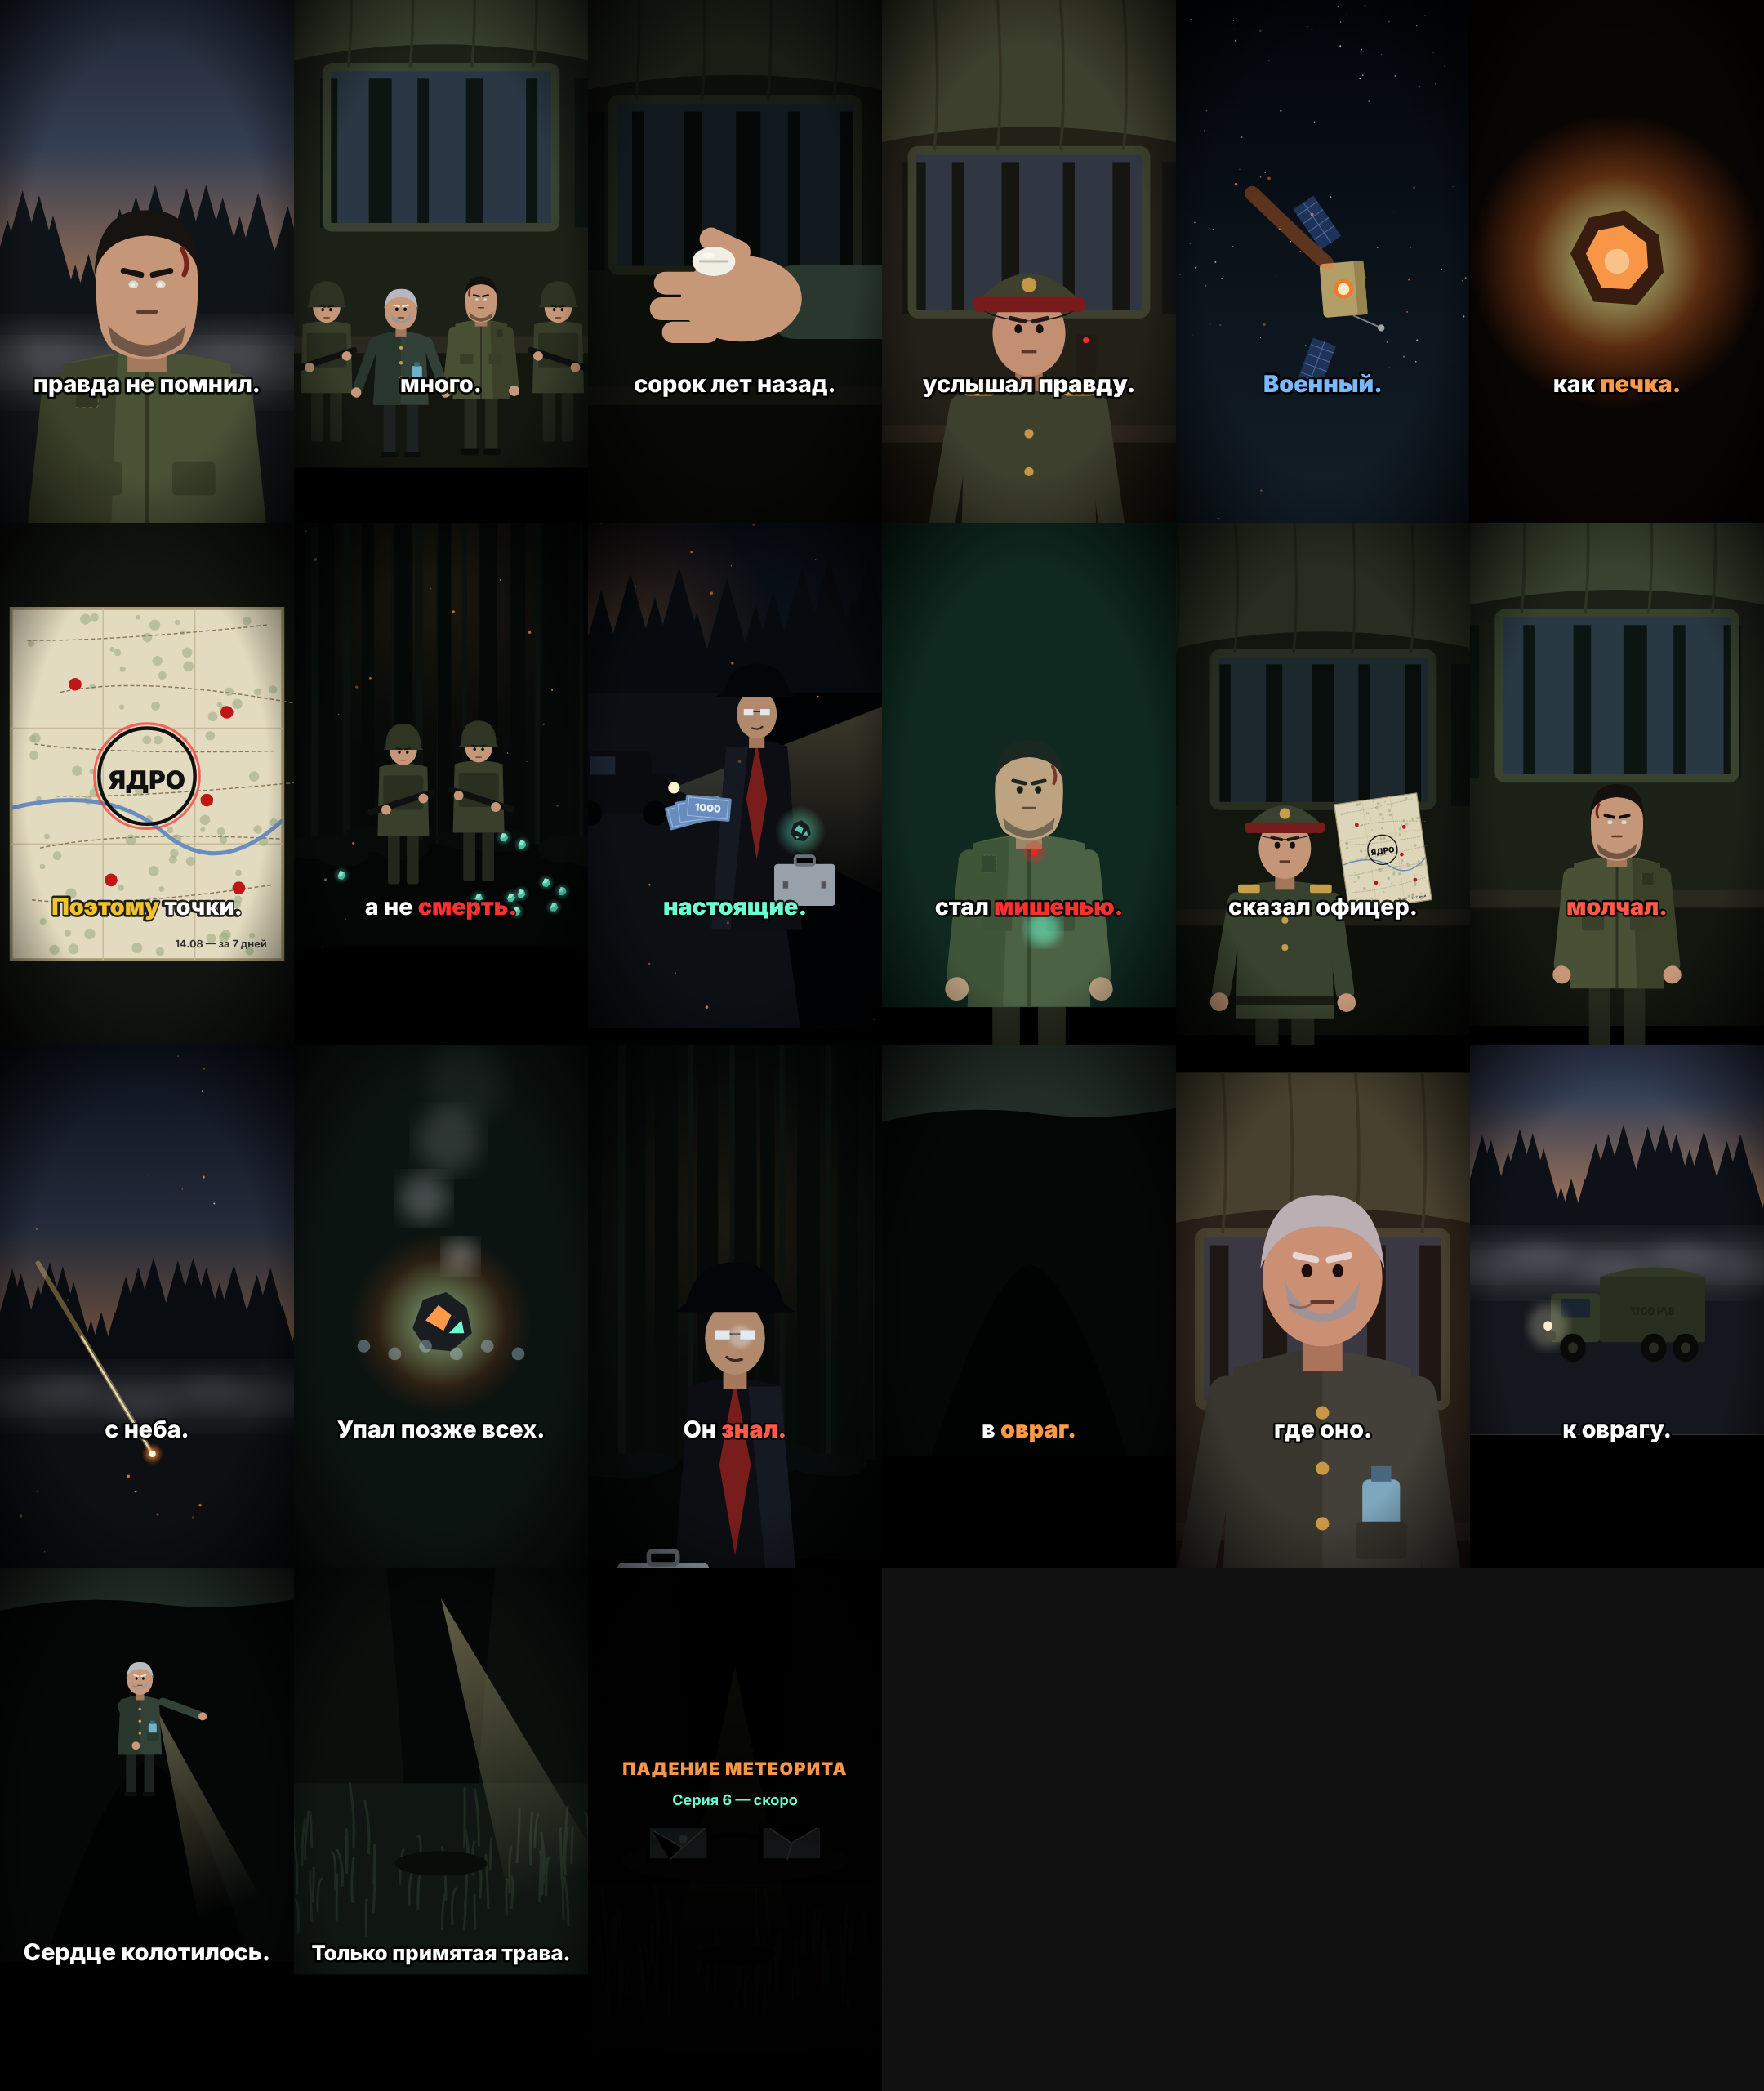 правда не помнил.
много.
сорок лет назад.
услышал правду.
Военный.
как печка.
ЯДРО
Поэтому точки.
14.08 — за 7 дней
а не смерть.
1000
настоящие.
стал мишенью.
ЯДРО
сказал офицер.
молчал.
с неба.
Упал позже всех.
Он знал.
в овраг.
где оно.
к оврагу.
Сердце колотилось.
Только примятая трава.
ПАДЕНИЕ МЕТЕОРИТА
Серия 6 — скоро